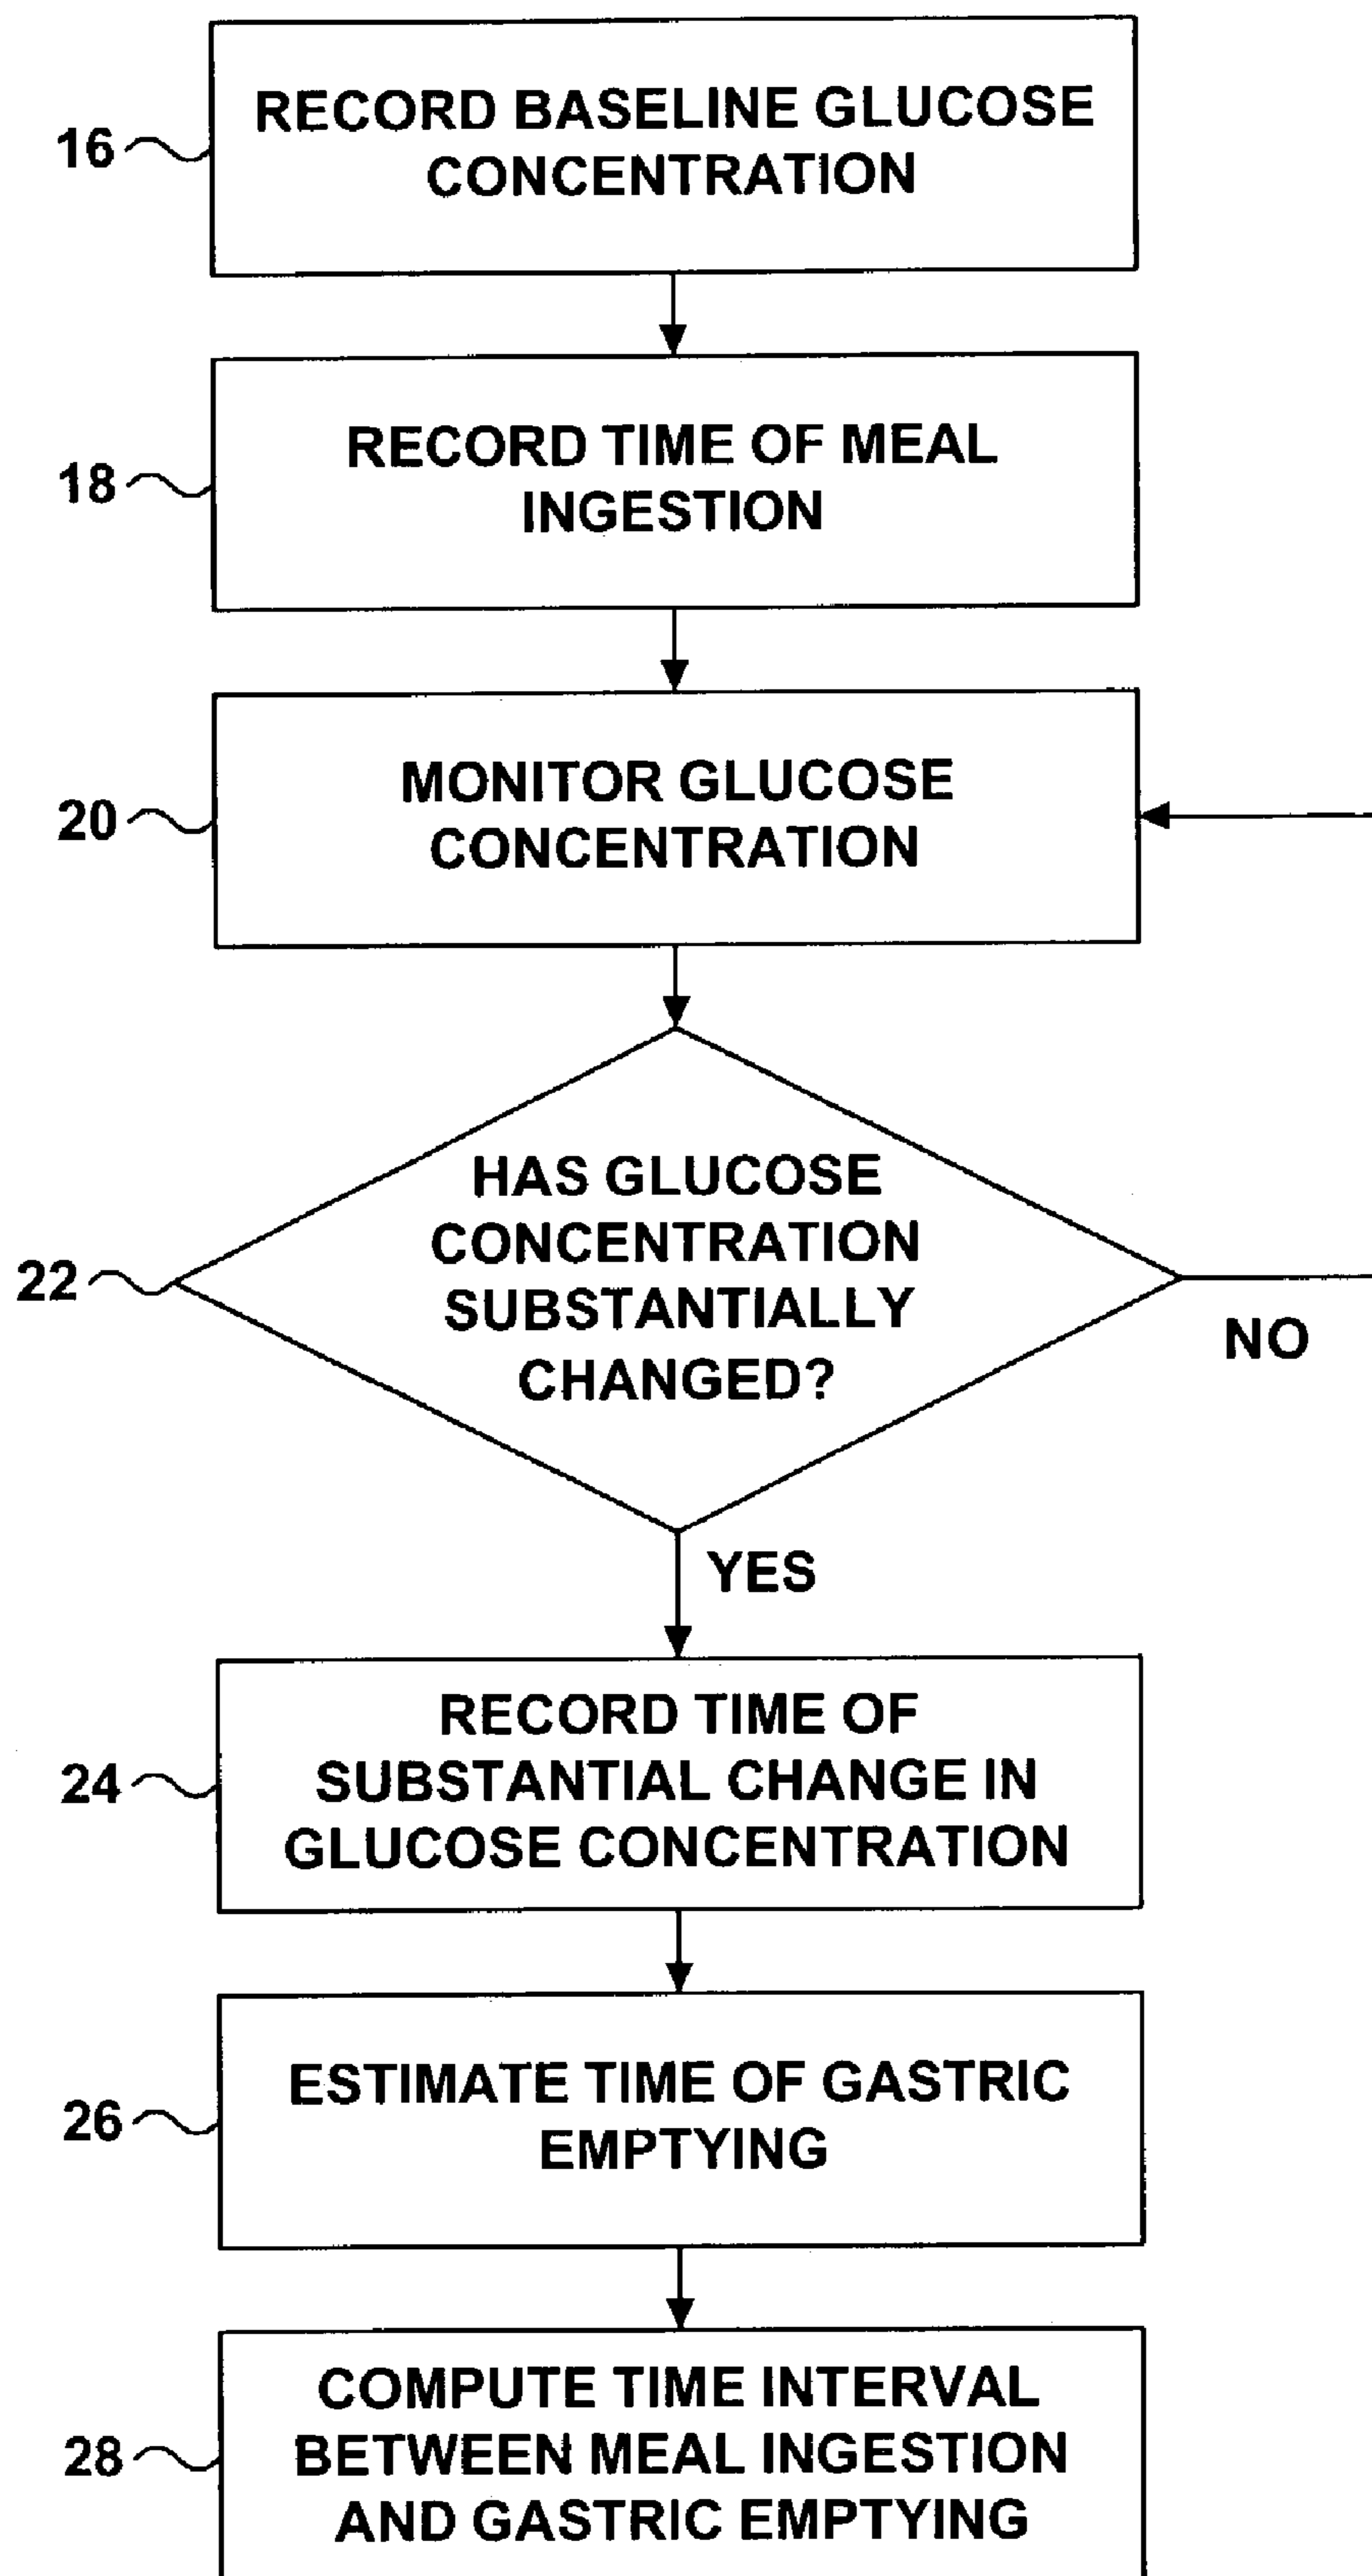 RECORD BASELINE GLUCOSE
CONCENTRATION
16
RECORD TIME OF MEAL
INGESTION
18
MONITOR GLUCOSE
CONCENTRATION
20
HAS GLUCOSE
CONCENTRATION
SUBSTANTIALLY
CHANGED?
22
NO
YES
RECORD TIME OF
SUBSTANTIAL CHANGE IN
GLUCOSE CONCENTRATION
24
ESTIMATE TIME OF GASTRIC
EMPTYING
26
COMPUTE TIME INTERVAL
BETWEEN MEAL INGESTION
AND GASTRIC EMPTYING
28